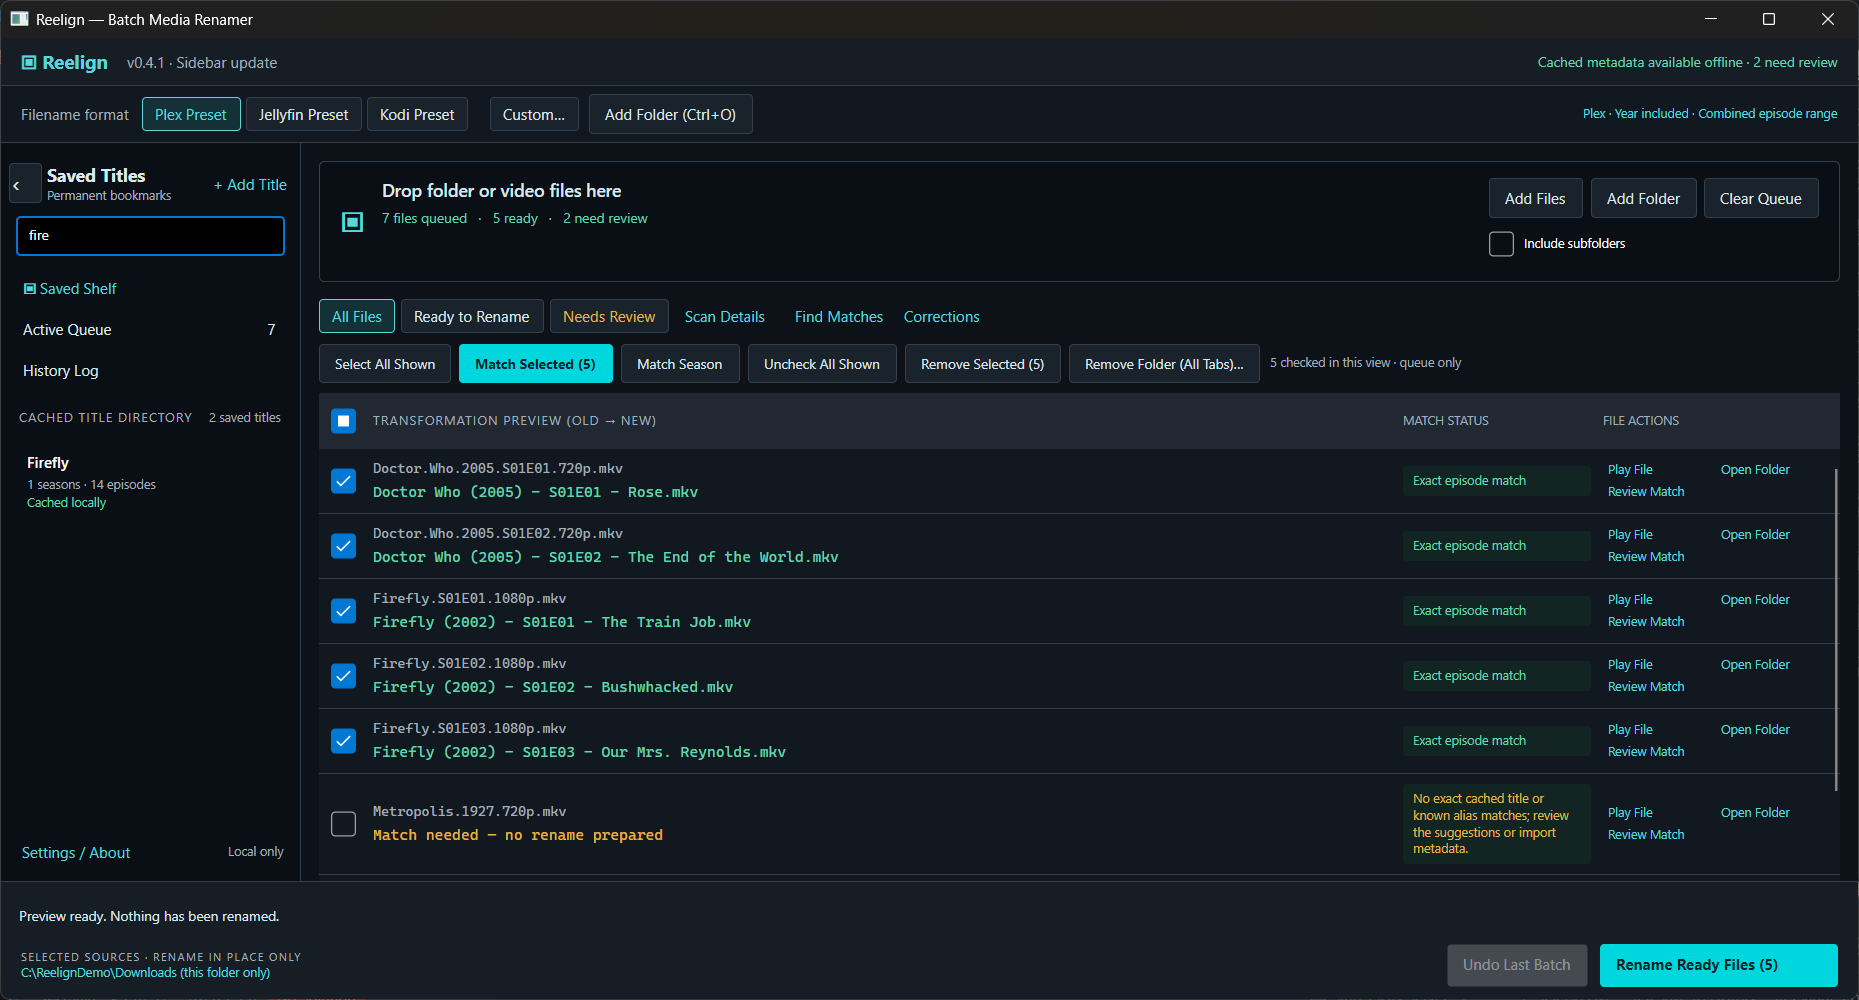 Reelign — Batch Media Renamer
Reelign v0.4.1 · Sidebar update
Cached metadata available offline · 2 need review
Filename format Plex Preset Jellyfin Preset Kodi Preset Custom... Add Folder (Ctrl+O)
Plex · Year included · Combined episode range
Saved Titles
Permanent bookmarks
+ Add Title
fire
Saved Shelf
Active Queue 7
History Log
CACHED TITLE DIRECTORY 2 saved titles
Firefly
1 seasons · 14 episodes
Cached locally
Settings / About Local only
Drop folder or video files here
7 files queued · 5 ready · 2 need review
Add Files Add Folder Clear Queue
Include subfolders
All Files Ready to Rename Needs Review Scan Details Find Matches Corrections
Select All Shown Match Selected (5) Match Season Uncheck All Shown Remove Selected (5) Remove Folder (All Tabs)... 5 checked in this view · queue only
TRANSFORMATION PREVIEW (OLD → NEW) MATCH STATUS FILE ACTIONS
Doctor.Who.2005.S01E01.720p.mkv
Doctor Who (2005) – S01E01 – Rose.mkv
Exact episode match
Play File Open Folder
Review Match
Doctor.Who.2005.S01E02.720p.mkv
Doctor Who (2005) – S01E02 – The End of the World.mkv
Exact episode match
Play File Open Folder
Review Match
Firefly.S01E01.1080p.mkv
Firefly (2002) – S01E01 – The Train Job.mkv
Exact episode match
Play File Open Folder
Review Match
Firefly.S01E02.1080p.mkv
Firefly (2002) – S01E02 – Bushwhacked.mkv
Exact episode match
Play File Open Folder
Review Match
Firefly.S01E03.1080p.mkv
Firefly (2002) – S01E03 – Our Mrs. Reynolds.mkv
Exact episode match
Play File Open Folder
Review Match
Metropolis.1927.720p.mkv
Match needed — no rename prepared
No exact cached title or
known alias matches; review
the suggestions or import
metadata.
Play File Open Folder
Review Match
Preview ready. Nothing has been renamed.
SELECTED SOURCES · RENAME IN PLACE ONLY
C:\ReelignDemo\Downloads (this folder only)
Undo Last Batch Rename Ready Files (5)